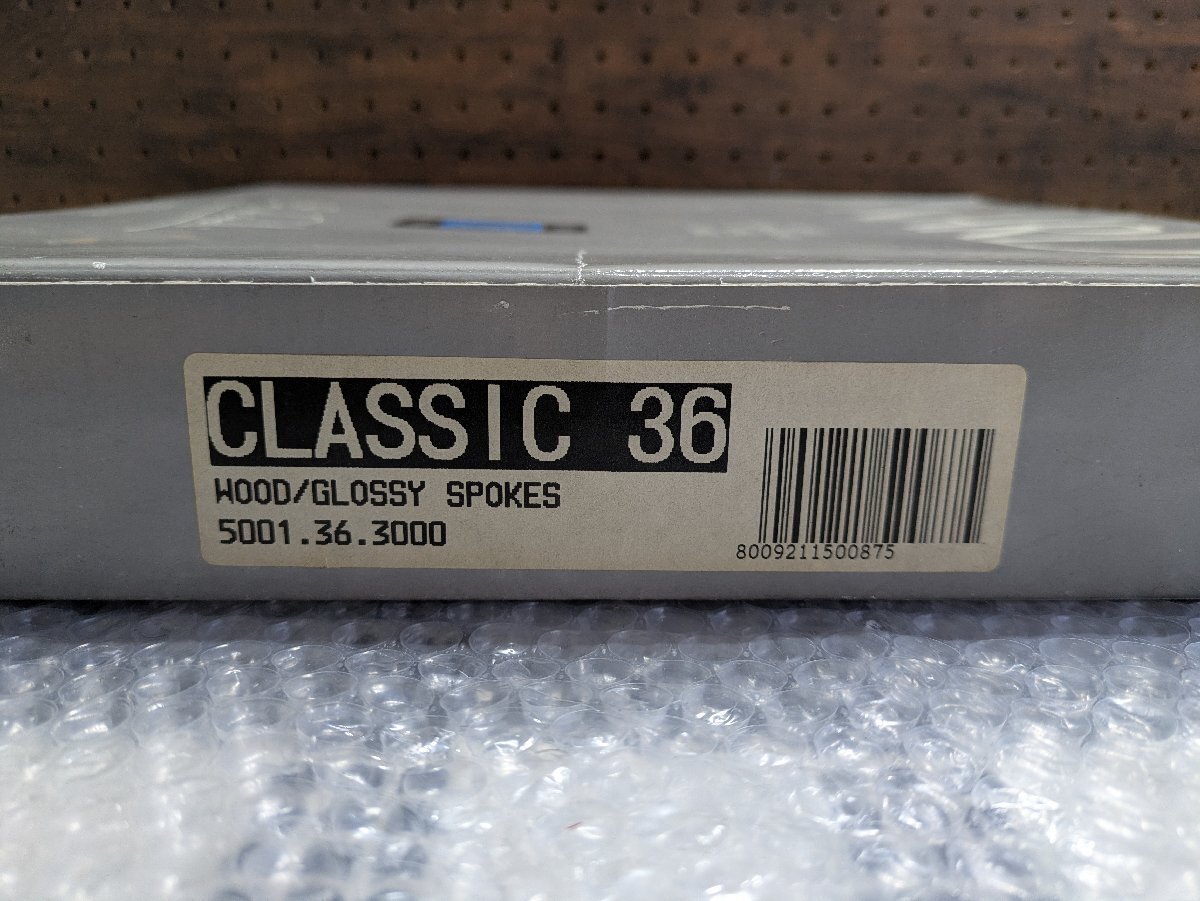 CLASSIC 36
WOOD/GLOSSY SPOKES
5001.36.3000
8009211500875